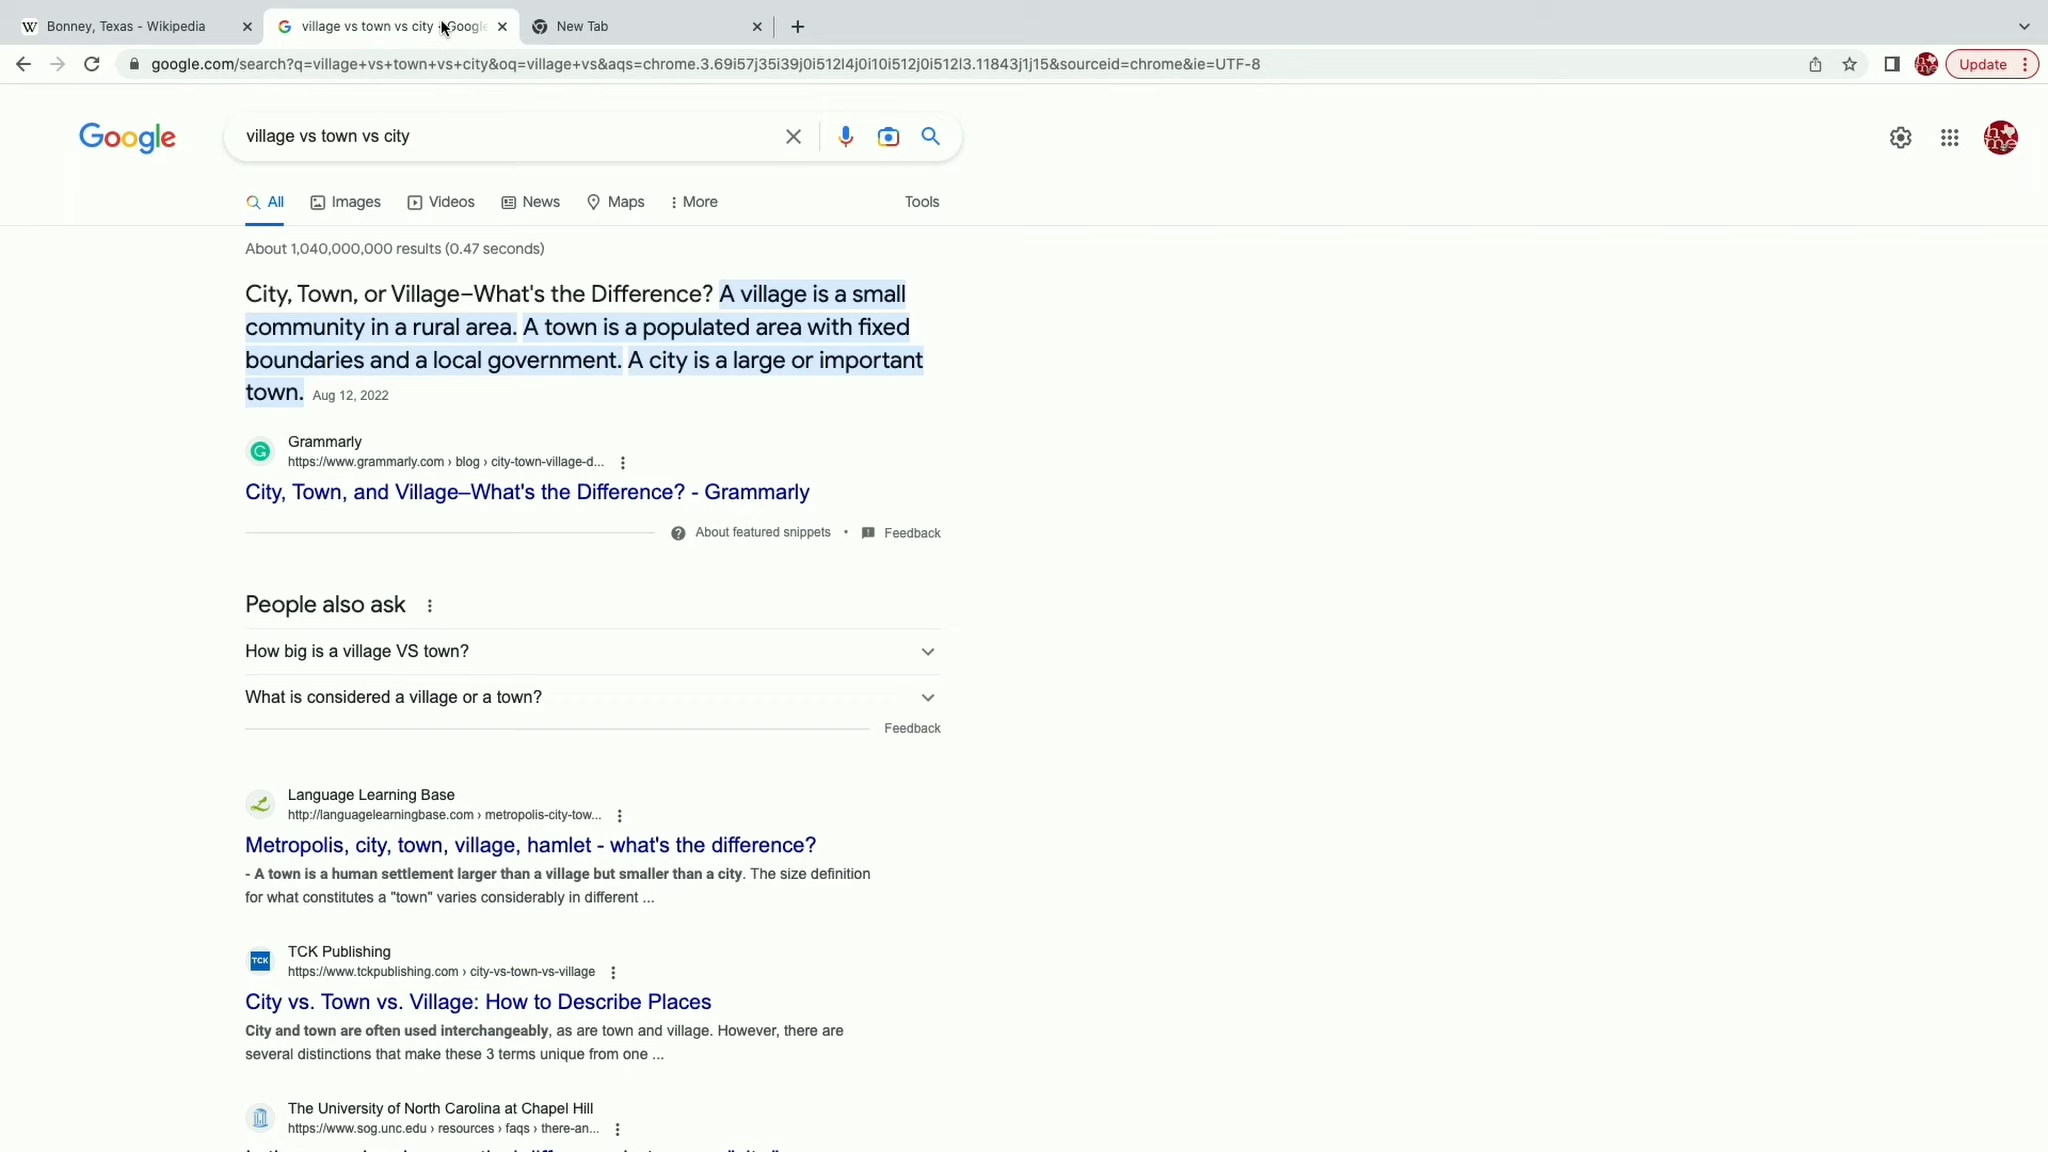 Bonney, Texas - Wikipedia
village vs town vs city - Google
New Tab
google.com/search?q=village+vs+town+vs+city&oq=village+vs&aqs=chrome.3.69i57j35i39j0i512l4j0i10i512j0i512l3.11843j1j15&sourceid=chrome&ie=UTF-8
Update
Google
village vs town vs city
All
Images
Videos
News
Maps
More
Tools
About 1,040,000,000 results (0.47 seconds)
City, Town, or Village–What's the Difference? A village is a small
community in a rural area. A town is a populated area with fixed
boundaries and a local government. A city is a large or important
town. Aug 12, 2022
Grammarly
https://www.grammarly.com › blog › city-town-village-d...
City, Town, and Village–What's the Difference? - Grammarly
About featured snippets • Feedback
People also ask
How big is a village VS town?
What is considered a village or a town?
Feedback
Language Learning Base
http://languagelearningbase.com › metropolis-city-tow...
Metropolis, city, town, village, hamlet - what's the difference?
- A town is a human settlement larger than a village but smaller than a city. The size definition
for what constitutes a "town" varies considerably in different ...
TCK
TCK Publishing
https://www.tckpublishing.com › city-vs-town-vs-village
City vs. Town vs. Village: How to Describe Places
City and town are often used interchangeably, as are town and village. However, there are
several distinctions that make these 3 terms unique from one ...
The University of North Carolina at Chapel Hill
https://www.sog.unc.edu › resources › faqs › there-an...